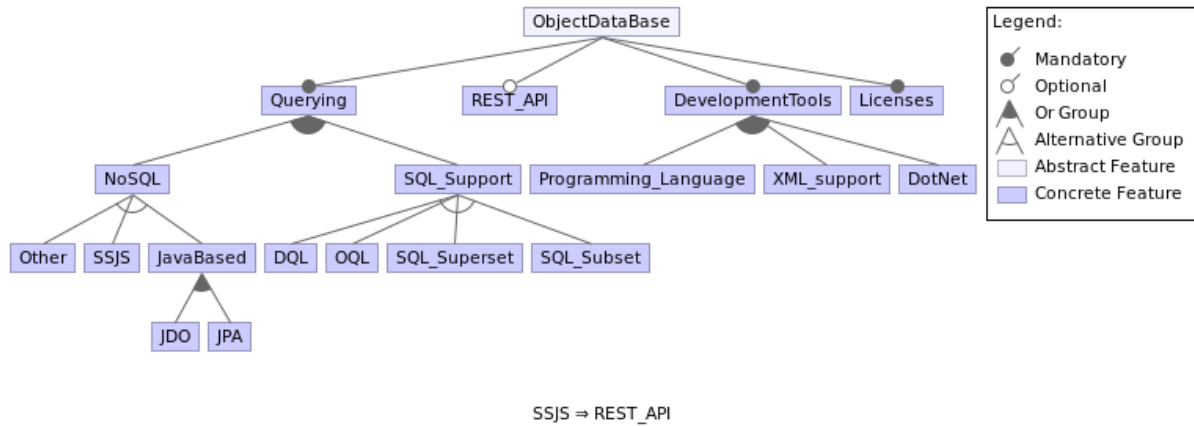 ObjectDataBase
Legend:
Mandatory
Optional
Or Group
Alternative Group
Abstract Feature
Concrete Feature
Querying
REST_API
DevelopmentTools
Licenses
NoSQL
SQL_Support
Programming_Language
XML_support
DotNet
Other
SSJS
JavaBased
DQL
OQL
SQL_Superset
SQL_Subset
JDO
JPA
SSJS ⇒ REST_API